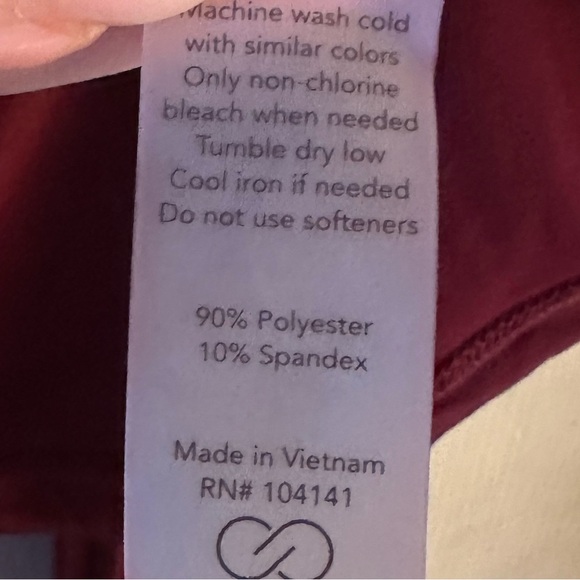 Machine wash cold
with similar colors
Only non-chlorine
bleach when needed
Tumble dry low
Cool iron if needed
Do not use softeners
90% Polyester
10% Spandex
Made in Vietnam
RN# 104141